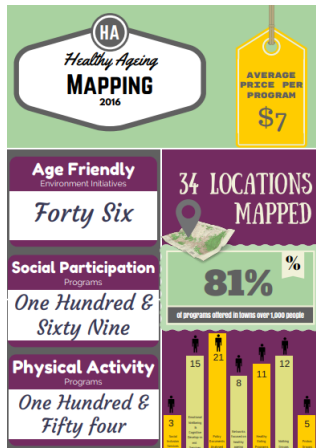 HA
Healthy Ageing
MAPPING
2016
AVERAGE
PRICE PER
PROGRAM
$7
Age Friendly
Environment Initiatives
Forty Six
Social Participation
Programs
One Hundred &
Sixty Nine
Physical Activity
Programs
One Hundred &
Fifty four
34 LOCATIONS
MAPPED
%
81%
of programs offered in towns over 1,000 people
3
15
21
8
11
12
5